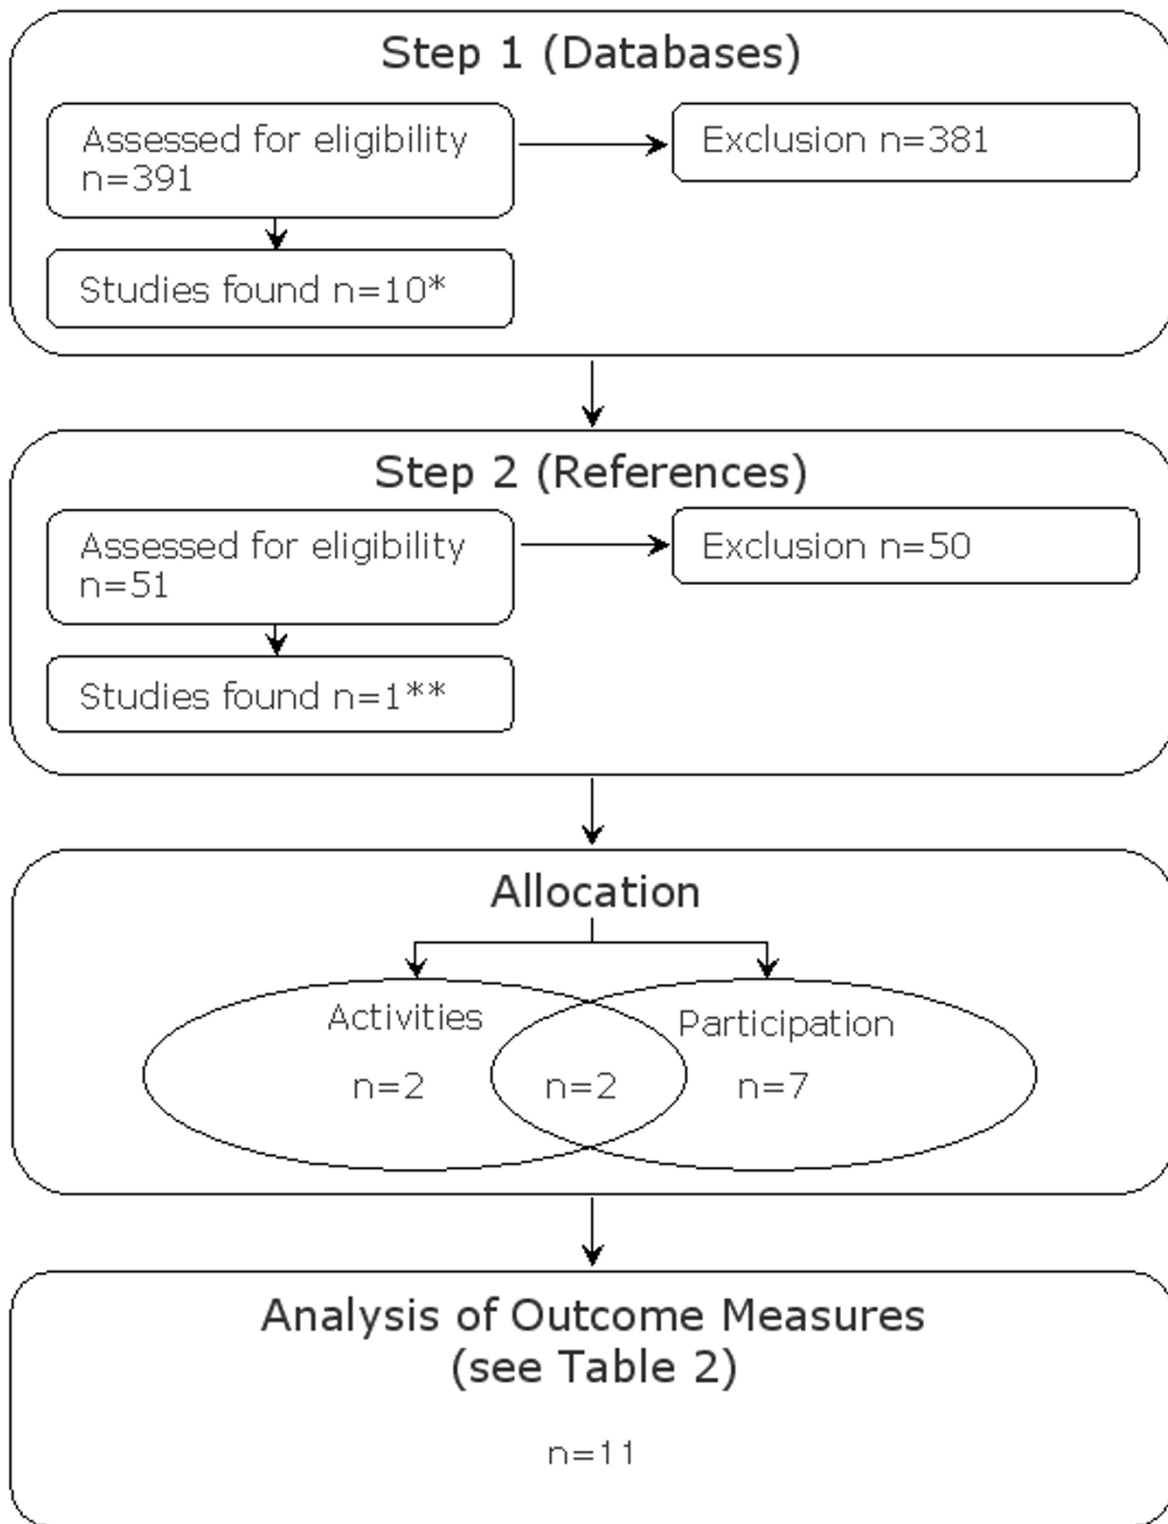 Step 1 (Databases)
Assessed for eligibility
n=391
Exclusion n=381
Studies found n=10*
Step 2 (References)
Assessed for eligibility
n=51
Exclusion n=50
Studies found n=1**
Allocation
Activities
Participation
n=2
n=2
n=7
Analysis of Outcome Measures
(see Table 2)
n=11